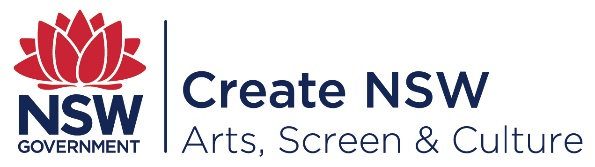 NSW
GOVERNMENT
Create NSW
Arts, Screen & Culture